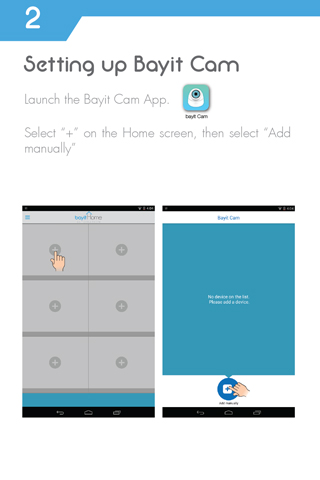 2
Setting up Bayit Cam
Launch the Bayit Cam App.
bayit Cam
Select “+” on the Home screen, then select “Add
manually”
bayitHome
Bayit Cam
No device on the list.
Please add a device.
Add manually